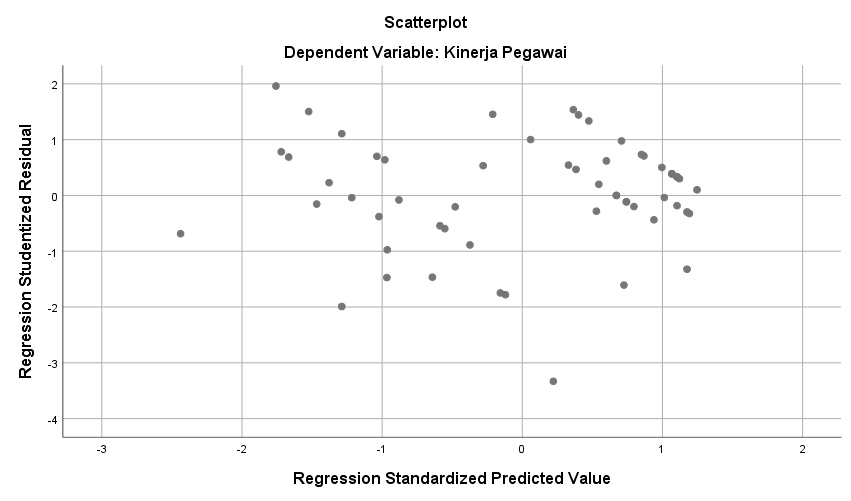 Scatterplot
Dependent Variable: Kinerja Pegawai
Regression Studentized Residual
2
1
0
-1
-2
-3
-4
-3 -2 -1 0 1 2
Regression Standardized Predicted Value